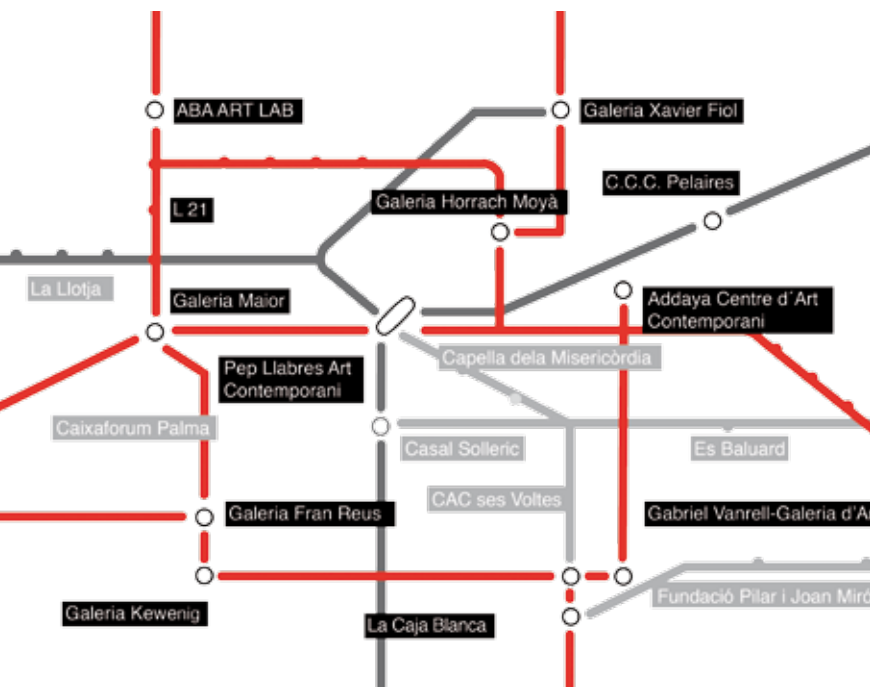 ABA ART LAB
Galeria Xavier Fiol
C.C.C. Pelaires
Galeria Horrach Moyà
L 21
La Llotja
Galeria Maior
Addaya Centre d´Art
Contemporani
Capella dela Misericòrdia
Pep Llabres Art
Contemporani
Caixaforum Palma
Casal Solleric
Es Baluard
CAC ses Voltes
Galeria Fran Reus
Gabriel Vanrell-Galeria d'A
Fundació Pilar i Joan Miró
Galeria Kewenig
La Caja Blanca